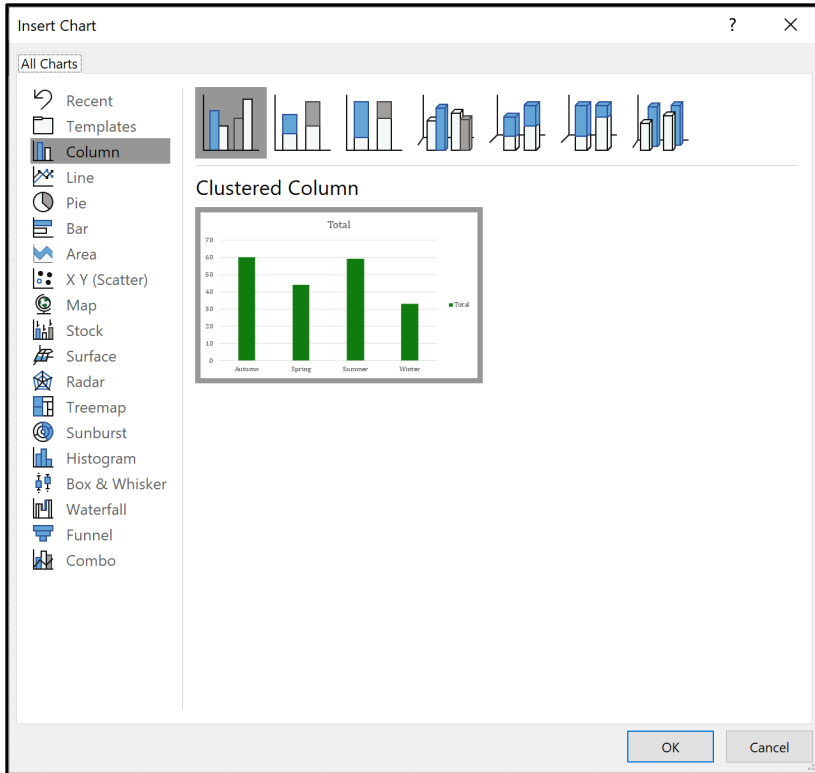 Insert Chart
?
All Charts
Recent
Templates
Column
Line
Pie
Bar
Area
X Y (Scatter)
Map
Stock
Surface
Radar
Treemap
Sunburst
Histogram
Box & Whisker
Waterfall
Funnel
Combo
Clustered Column
Total
70
60
50
40
30
20
10
0
Autumn Spring Summer Winter
Total
OK Cancel